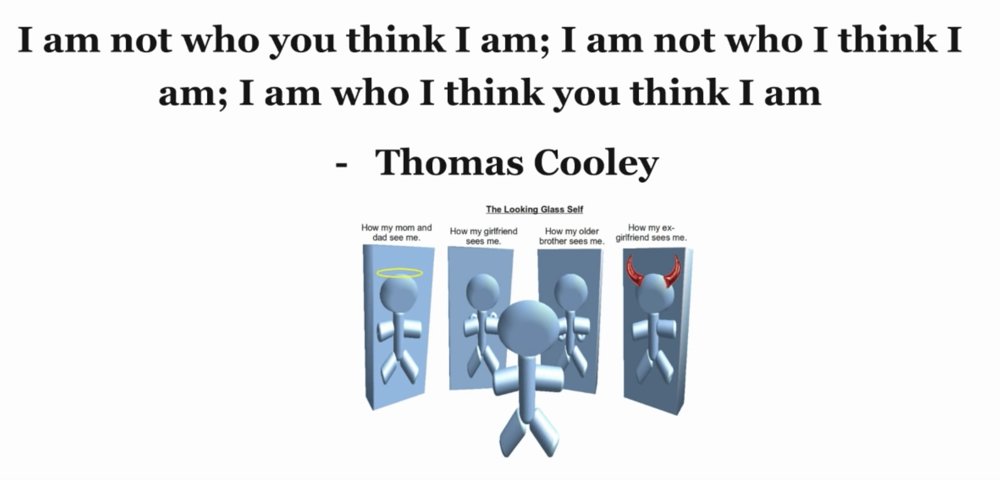 I am not who you think I am; I am not who I think I
am; I am who I think you think I am
- Thomas Cooley
The Looking Glass Self
How my mom and
dad see me.
How my girlfriend
sees me.
How my older
brother sees me.
How my ex-
girlfriend sees me.